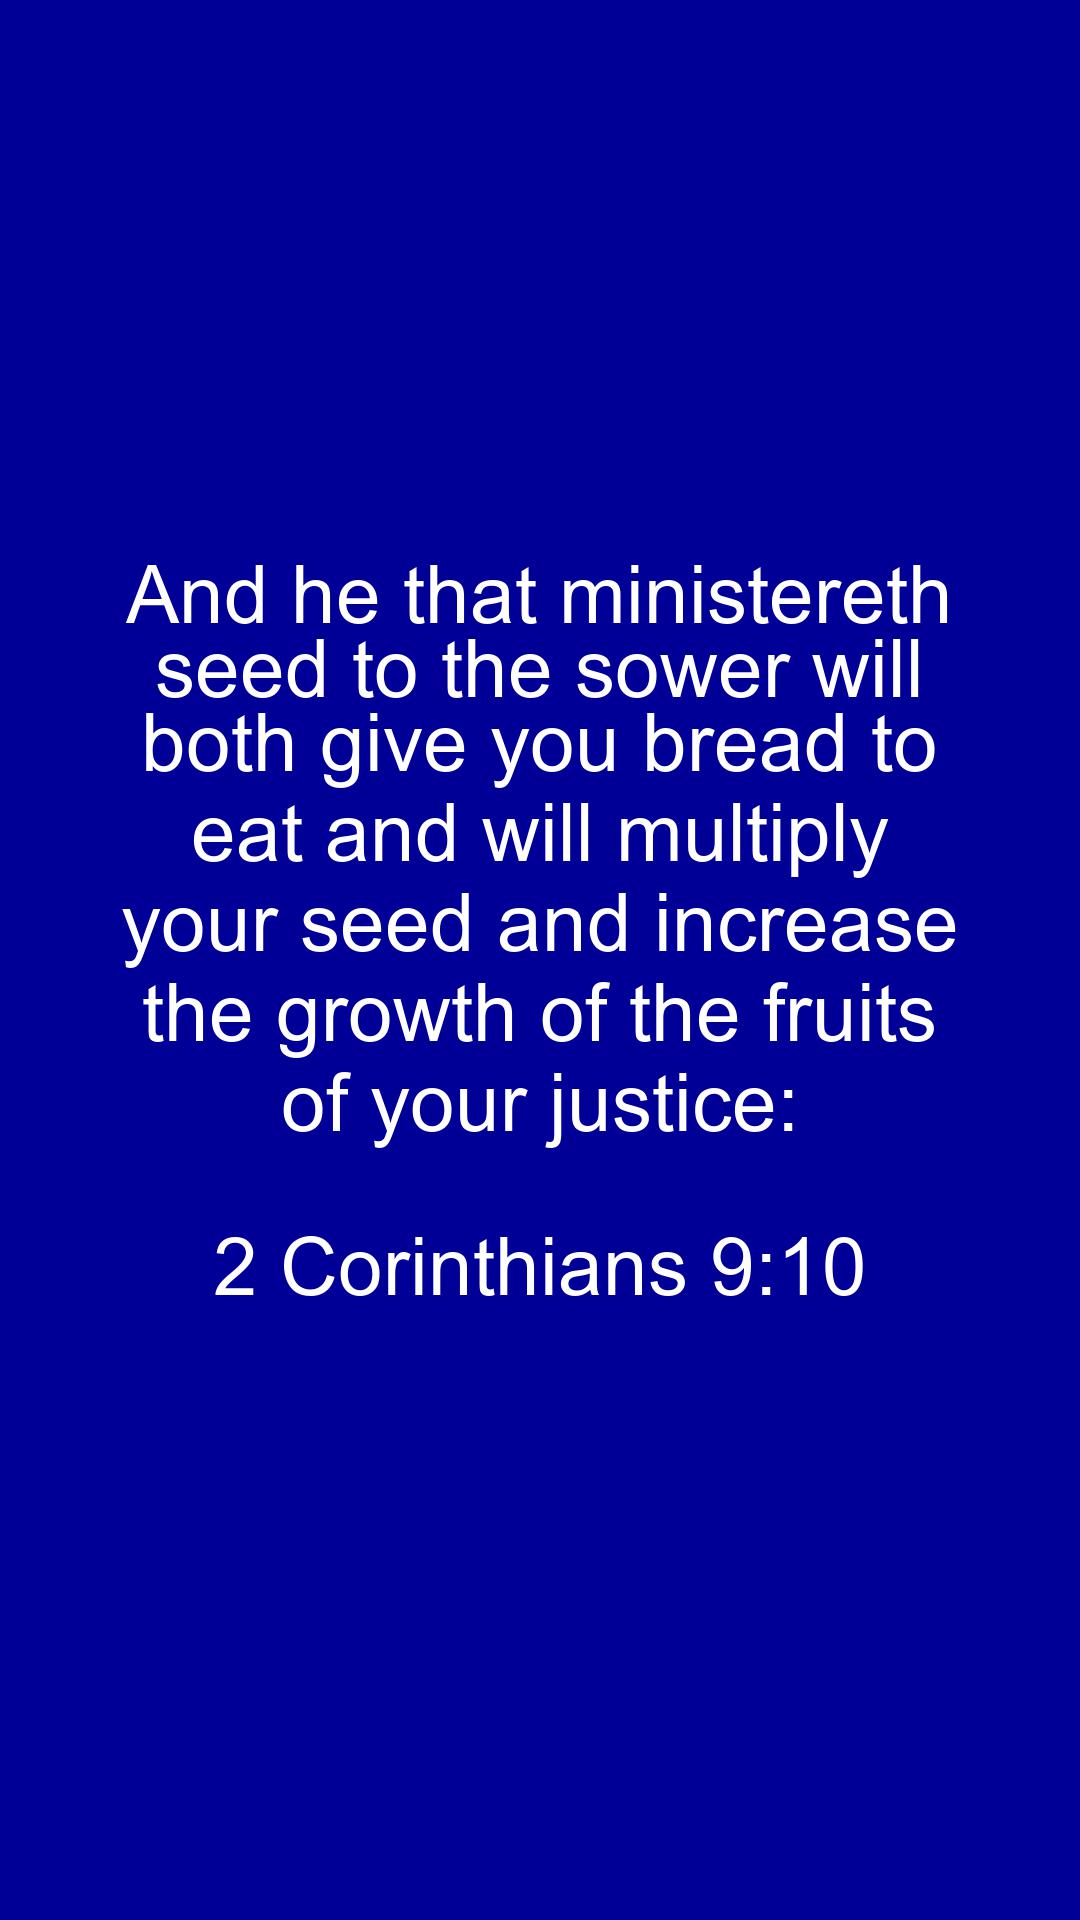 And he that ministereth
seed to the sower will
both give you bread to
eat and will multiply
your seed and increase
the growth of the fruits
of your justice:
2 Corinthians 9:10